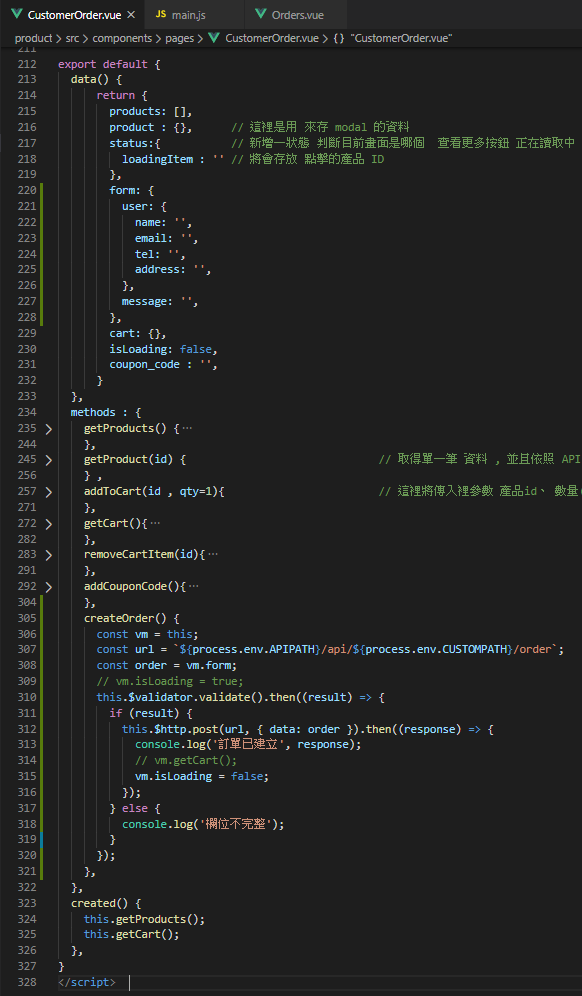 CustomerOrder.vue × JS main.js Orders.vue
product > src > components > pages > CustomerOrder.vue > {} "CustomerOrder.vue"
211
212 export default {
213 data() {
214 return {
215 products: [],
216 product : {}, // 這裡是用 來存 modal 的資料
217 status:{ // 新增一狀態 判斷目前畫面是哪個 查看更多按鈕 正在讀取中
218 loadingItem : '' // 將會存放 點擊的產品 ID
219 },
220 form: {
221 user: {
222 name: '',
223 email: '',
224 tel: '',
225 address: '',
226 },
227 message: '',
228 },
229 cart: {},
230 isLoading: false,
231 coupon_code : '',
232 }
233 },
234 methods : {
235 getProducts() {…
244 },
245 getProduct(id) { // 取得單一筆 資料 , 並且依照 API
256 } ,
257 addToCart(id , qty=1){ // 這裡將傳入裡參數 產品id、 數量(
271 },
272 getCart(){…
282 },
283 removeCartItem(id){…
291 },
292 addCouponCode(){…
304 },
305 createOrder() {
306 const vm = this;
307 const url = `${process.env.APIPATH}/api/${process.env.CUSTOMPATH}/order`;
308 const order = vm.form;
309 // vm.isLoading = true;
310 this.$validator.validate().then((result) => {
311 if (result) {
312 this.$http.post(url, { data: order }).then((response) => {
313 console.log('訂單已建立', response);
314 // vm.getCart();
315 vm.isLoading = false;
316 });
317 } else {
318 console.log('欄位不完整');
319 }
320 });
321 },
322 },
323 created() {
324 this.getProducts();
325 this.getCart();
326 },
327 }
328 </script>